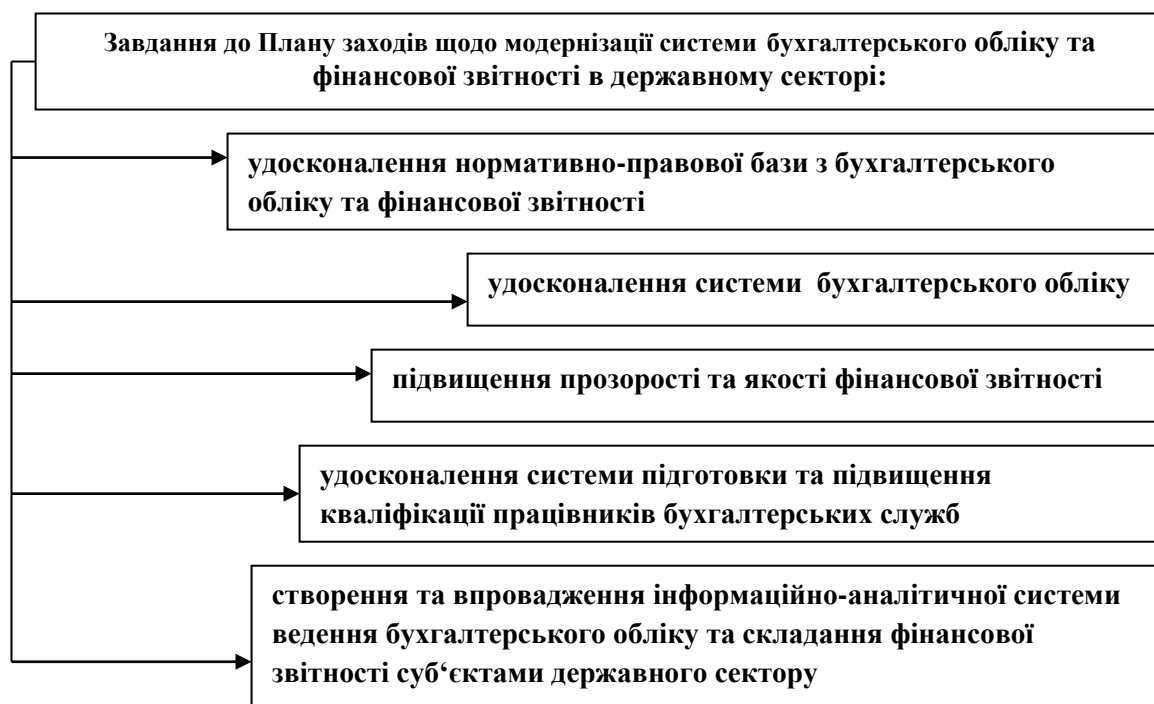 Завдання до Плану заходів щодо модернізації системи бухгалтерського обліку та
фінансової звітності в державному секторі:
удосконалення нормативно-правової бази з бухгалтерського
обліку та фінансової звітності
удосконалення системи бухгалтерського обліку
підвищення прозорості та якості фінансової звітності
удосконалення системи підготовки та підвищення
кваліфікації працівників бухгалтерських служб
створення та впровадження інформаційно-аналітичної системи
ведення бухгалтерського обліку та складання фінансової
звітності суб‘єктами державного сектору